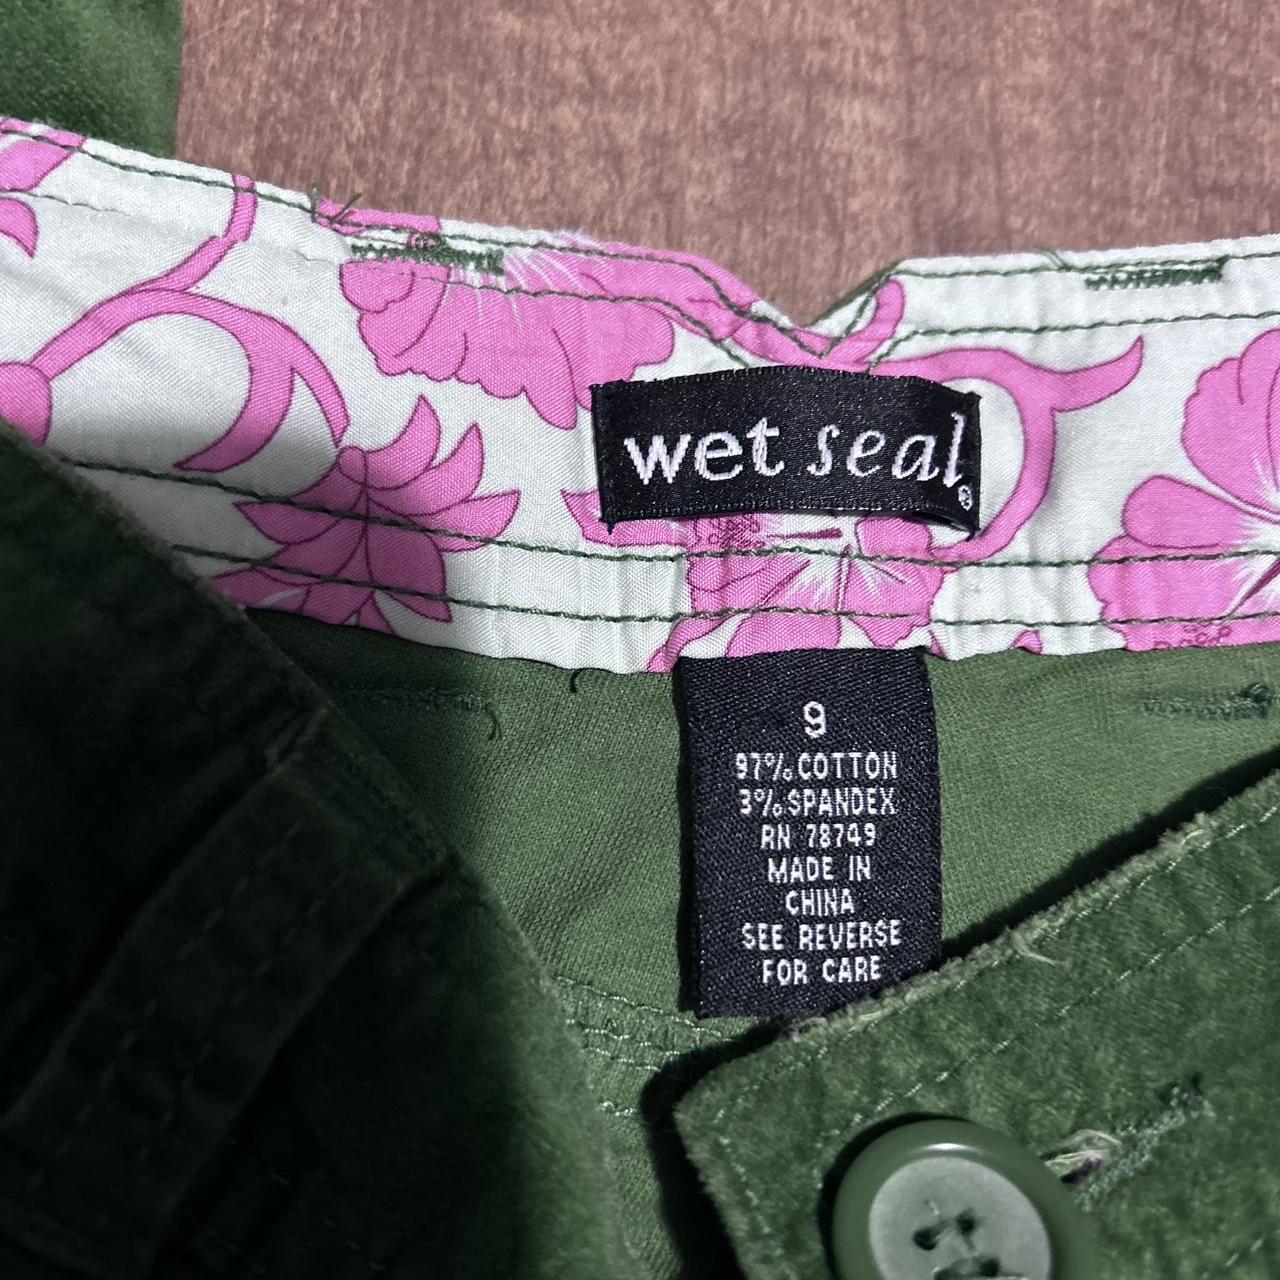 wet seal®
9
97% COTTON
3% SPANDEX
RN 78749
MADE IN
CHINA
SEE REVERSE
FOR CARE